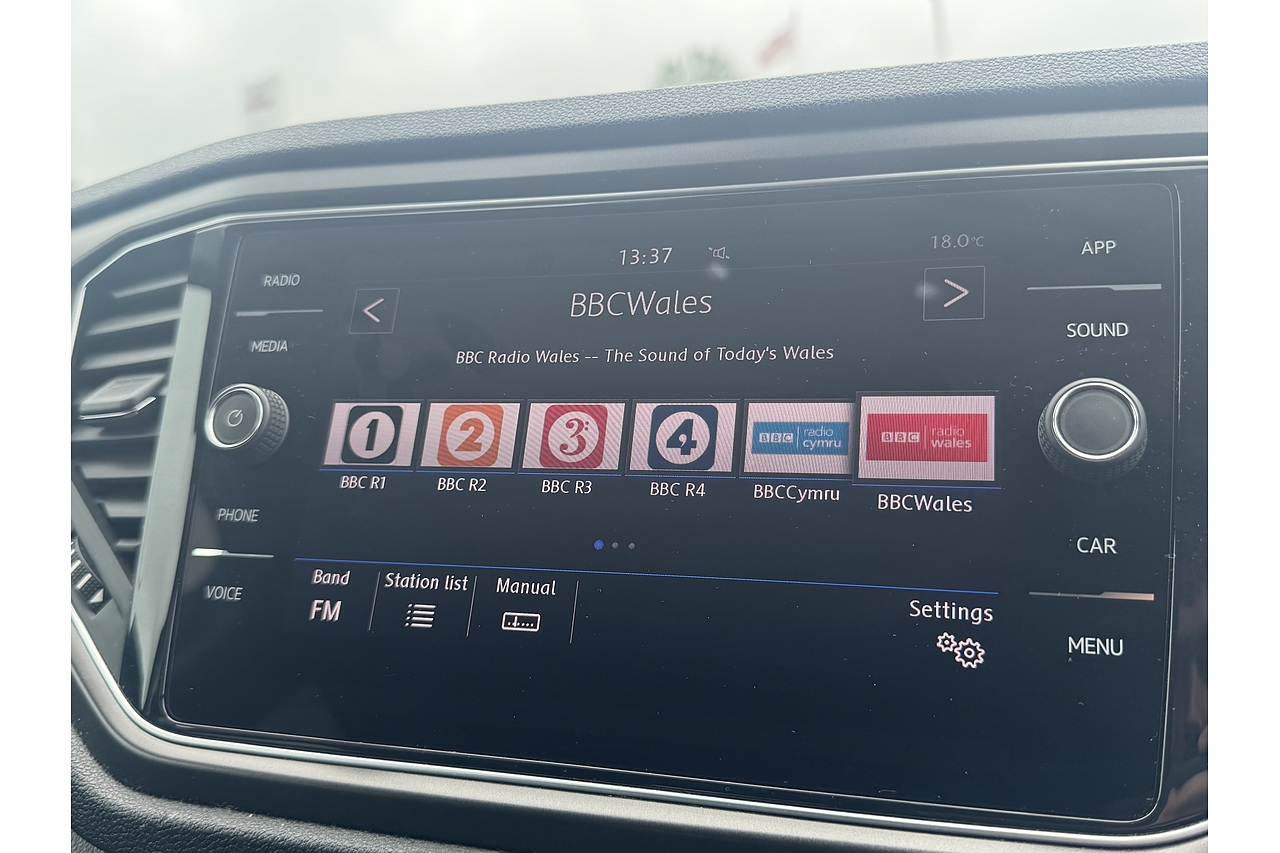 13:37
18.0°C
RADIO
MEDIA
PHONE
VOICE
<
BBCWales
>
BBC Radio Wales -- The Sound of Today's Wales
1
2
3
4
BBC radio cymru
BBC radio wales
BBC R1
BBC R2
BBC R3
BBC R4
BBCCymru
BBCWales
Band
FM
Station list
Manual
Settings
APP
SOUND
CAR
MENU